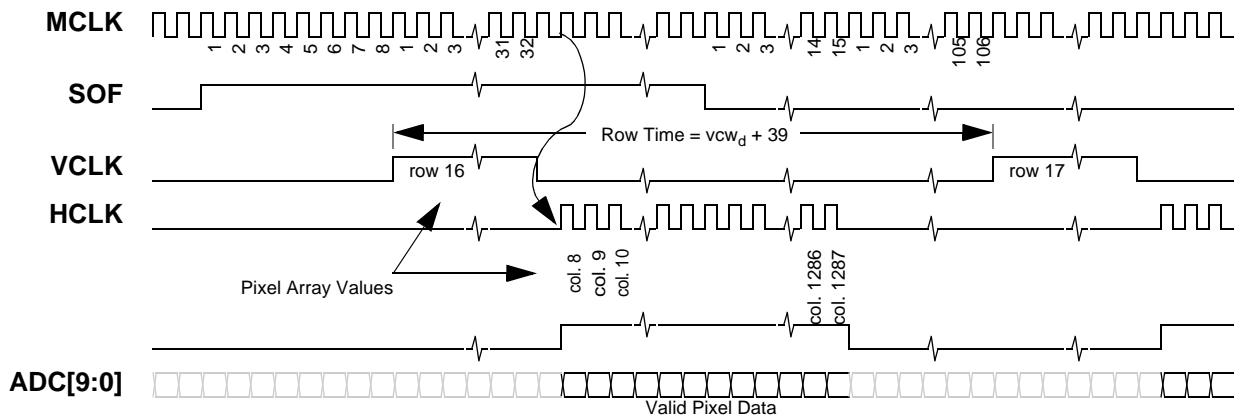 MCLK
1 2 3 4 5 6 7 8 1 2 3 31 32 1 2 3 14 15 1 2 3 105 106
SOF
Row Time = vcw_d + 39
VCLK
row 16
row 17
HCLK
col. 8
col. 9
col. 10
col. 1286
col. 1287
Pixel Array Values
ADC[9:0]
Valid Pixel Data